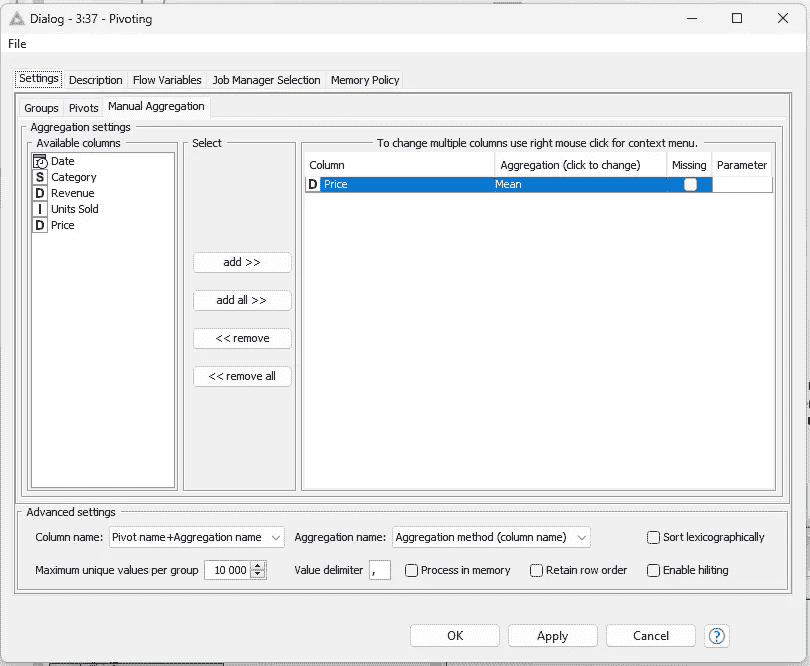 Dialog - 3:37 - Pivoting
File
Settings Description Flow Variables Job Manager Selection Memory Policy
Groups Pivots Manual Aggregation
Aggregation settings
Available columns
Date
S Category
D Revenue
I Units Sold
D Price
Select
add >>
add all >>
<< remove
<< remove all
To change multiple columns use right mouse click for context menu.
Column Aggregation (click to change) Missing Parameter
D Price Mean
Advanced settings
Column name: Pivot name+Aggregation name Aggregation name: Aggregation method (column name) Sort lexicographically
Maximum unique values per group 10 000 Value delimiter , Process in memory Retain row order Enable hiliting
OK Apply Cancel ?